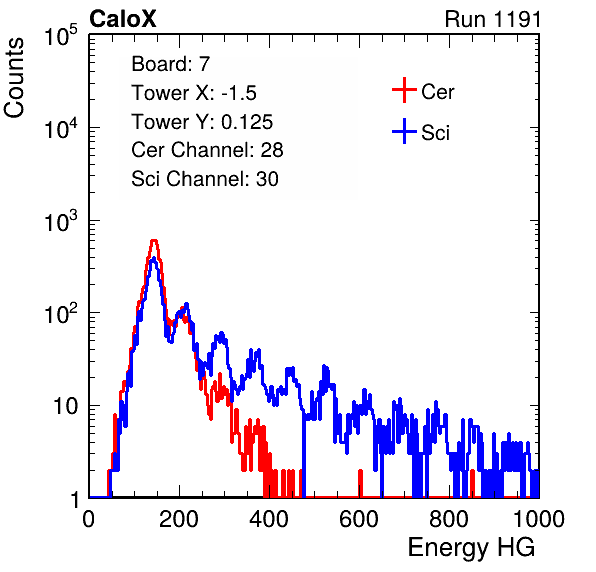 CaloX Run 1191
10^5
Counts
Board: 7
Tower X: -1.5
Tower Y: 0.125
Cer Channel: 28
Sci Channel: 30
Cer
Sci
10^4
10^3
10^2
10
1
0 200 400 600 800 1000
Energy HG